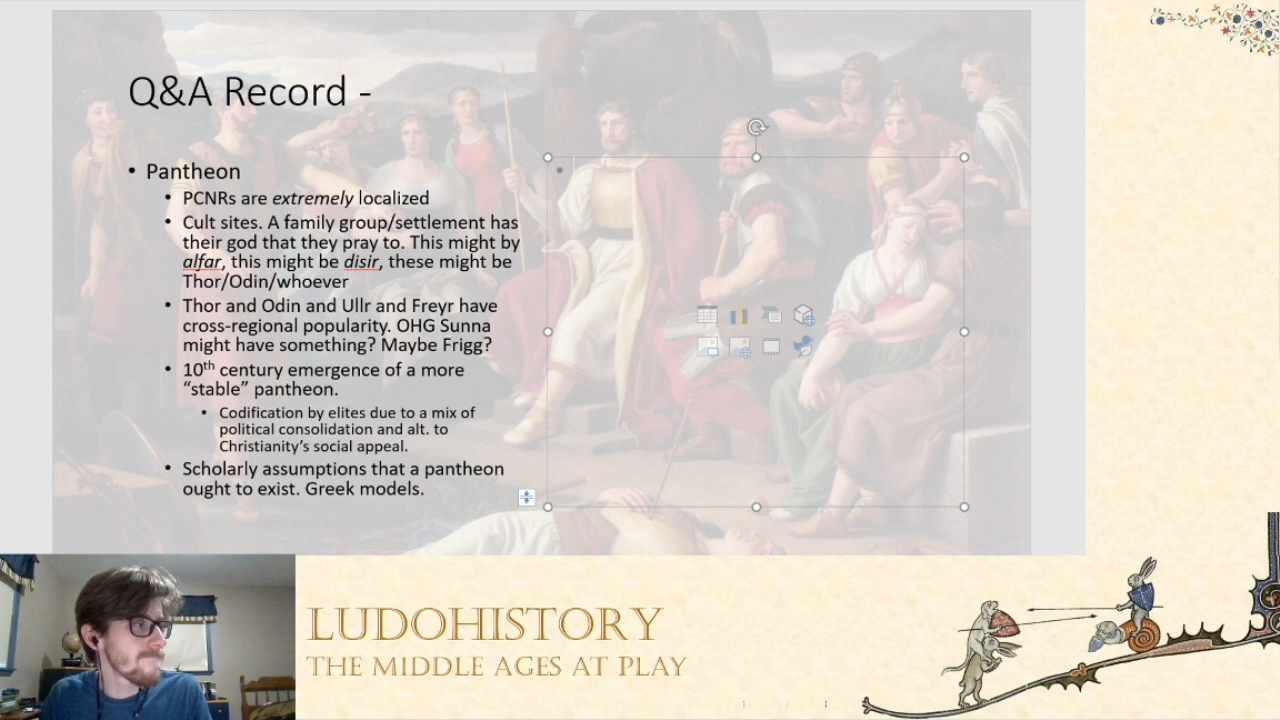 Q&A Record -
• Pantheon
• PCNRs are extremely localized
• Cult sites. A family group/settlement has
their god that they pray to. This might by
alfar, this might be disir, these might be
Thor/Odin/whoever
• Thor and Odin and Ullr and Freyr have
cross-regional popularity. OHG Sunna
might have something? Maybe Frigg?
• 10th century emergence of a more
“stable” pantheon.
• Codification by elites due to a mix of
political consolidation and alt. to
Christianity’s social appeal.
• Scholarly assumptions that a pantheon
ought to exist. Greek models.
LUDOHISTORY
THE MIDDLE AGES AT PLAY